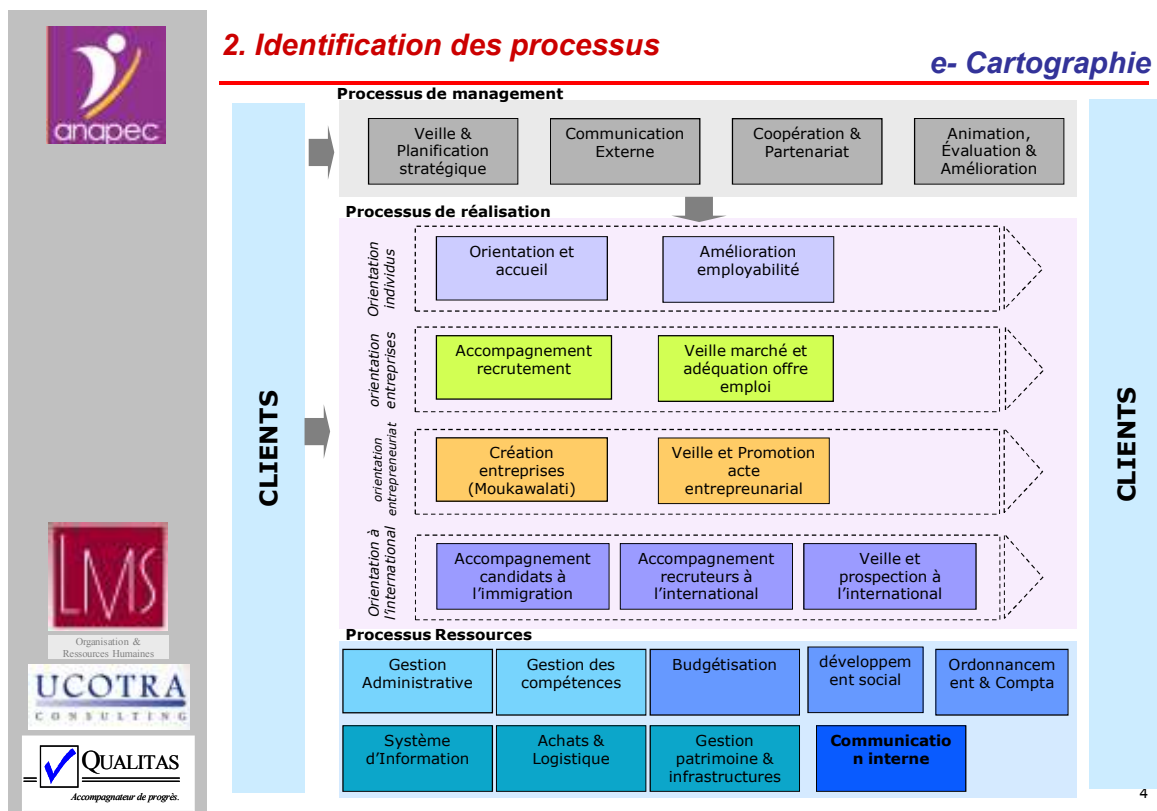 anapec
2. Identification des processus
e- Cartographie
CLIENTS
Processus de management
Veille &
Planification
stratégique
Communication
Externe
Coopération &
Partenariat
Animation,
Évaluation &
Amélioration
Processus de réalisation
Orientation
individus
Orientation et
accueil
Amélioration
employabilité
orientation
entreprises
Accompagnement
recrutement
Veille marché et
adéquation offre
emploi
orientation
entrepreneuriat
Création
entreprises
(Moukawalati)
Veille et Promotion
acte
entrepreunarial
Orientation à
l'international
Accompagnement
candidats à
l'immigration
Accompagnement
recruteurs à
l'international
Veille et
prospection à
l'international
Processus Ressources
Gestion
Administrative
Gestion des
compétences
Budgétisation
développem
ent social
Ordonnancem
ent & Compta
Système
d'Information
Achats &
Logistique
Gestion
patrimoine &
infrastructures
Communicatio
n interne
CLIENTS
LMS
Organisation &
Ressources Humaines
UCOTRA
CONSULTING
QUALITAS
Accompagnateur de progrès.
4